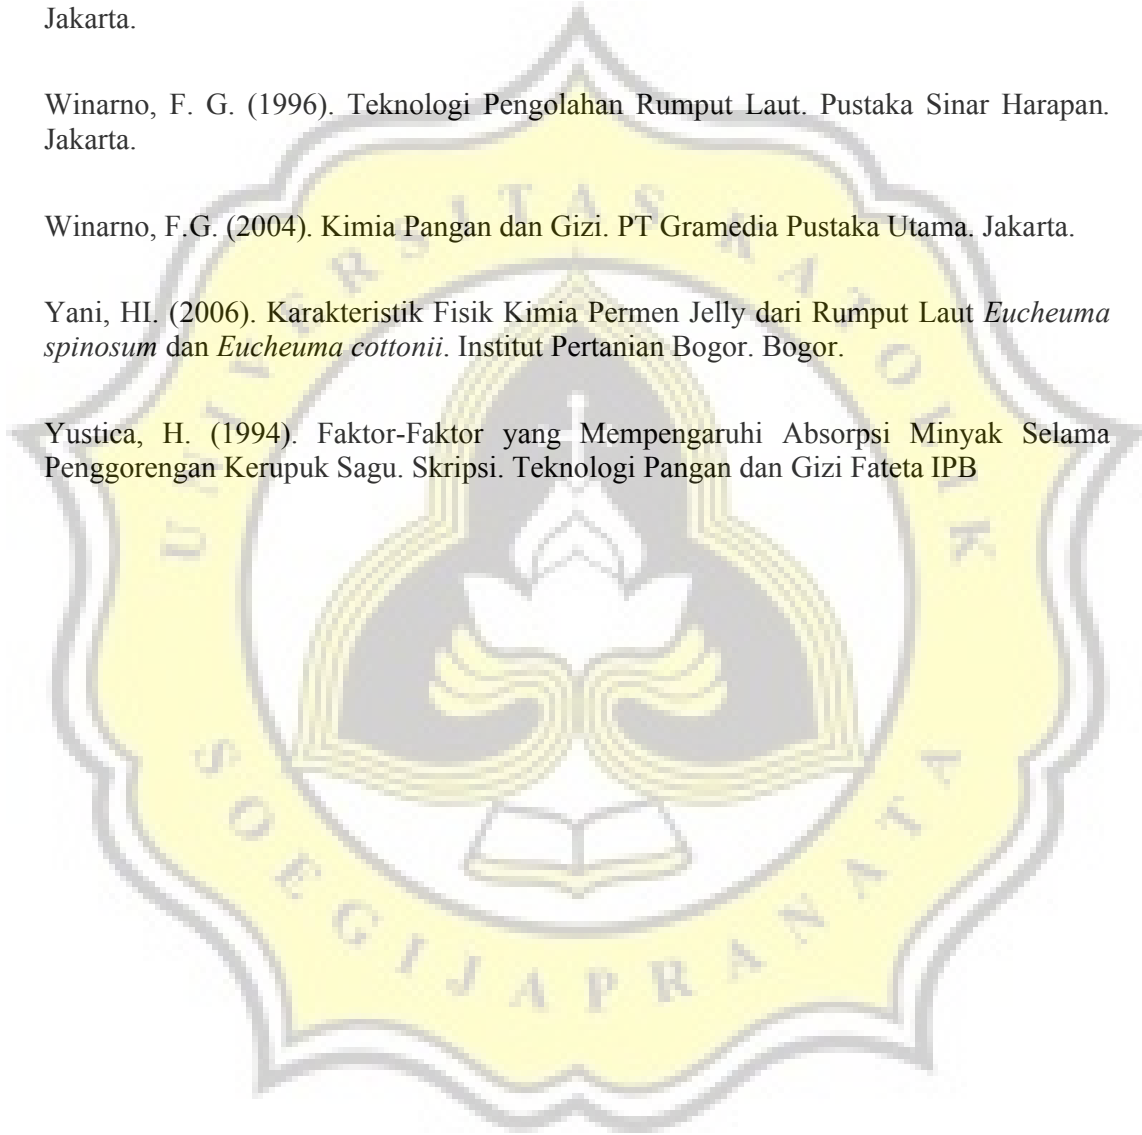 Jakarta.
Winarno, F. G. (1996). Teknologi Pengolahan Rumput Laut. Pustaka Sinar Harapan.
Jakarta.
Winarno, F.G. (2004). Kimia Pangan dan Gizi. PT Gramedia Pustaka Utama. Jakarta.
Yani, HI. (2006). Karakteristik Fisik Kimia Permen Jelly dari Rumput Laut Eucheuma
spinosum dan Eucheuma cottonii. Institut Pertanian Bogor. Bogor.
Yustica, H. (1994). Faktor-Faktor yang Mempengaruhi Absorpsi Minyak Selama
Penggorengan Kerupuk Sagu. Skripsi. Teknologi Pangan dan Gizi Fateta IPB
UNIVERSITAS KATOLIK
SOEGIJAPRANATA